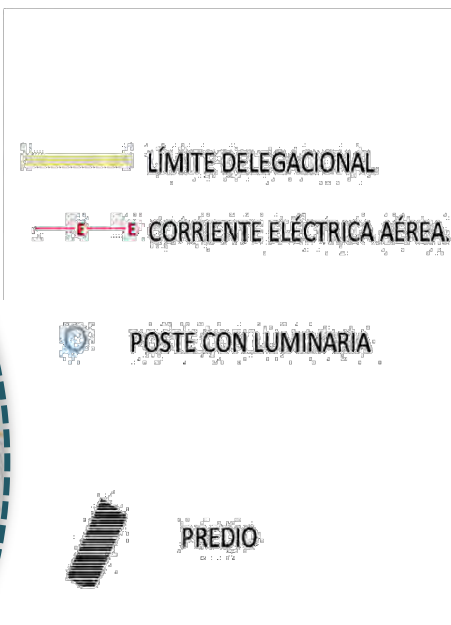 LÍMITE DELEGACIONAL
E E CORRIENTE ELÉCTRICA AÉREA.
POSTE CON LUMINARIA
PREDIO